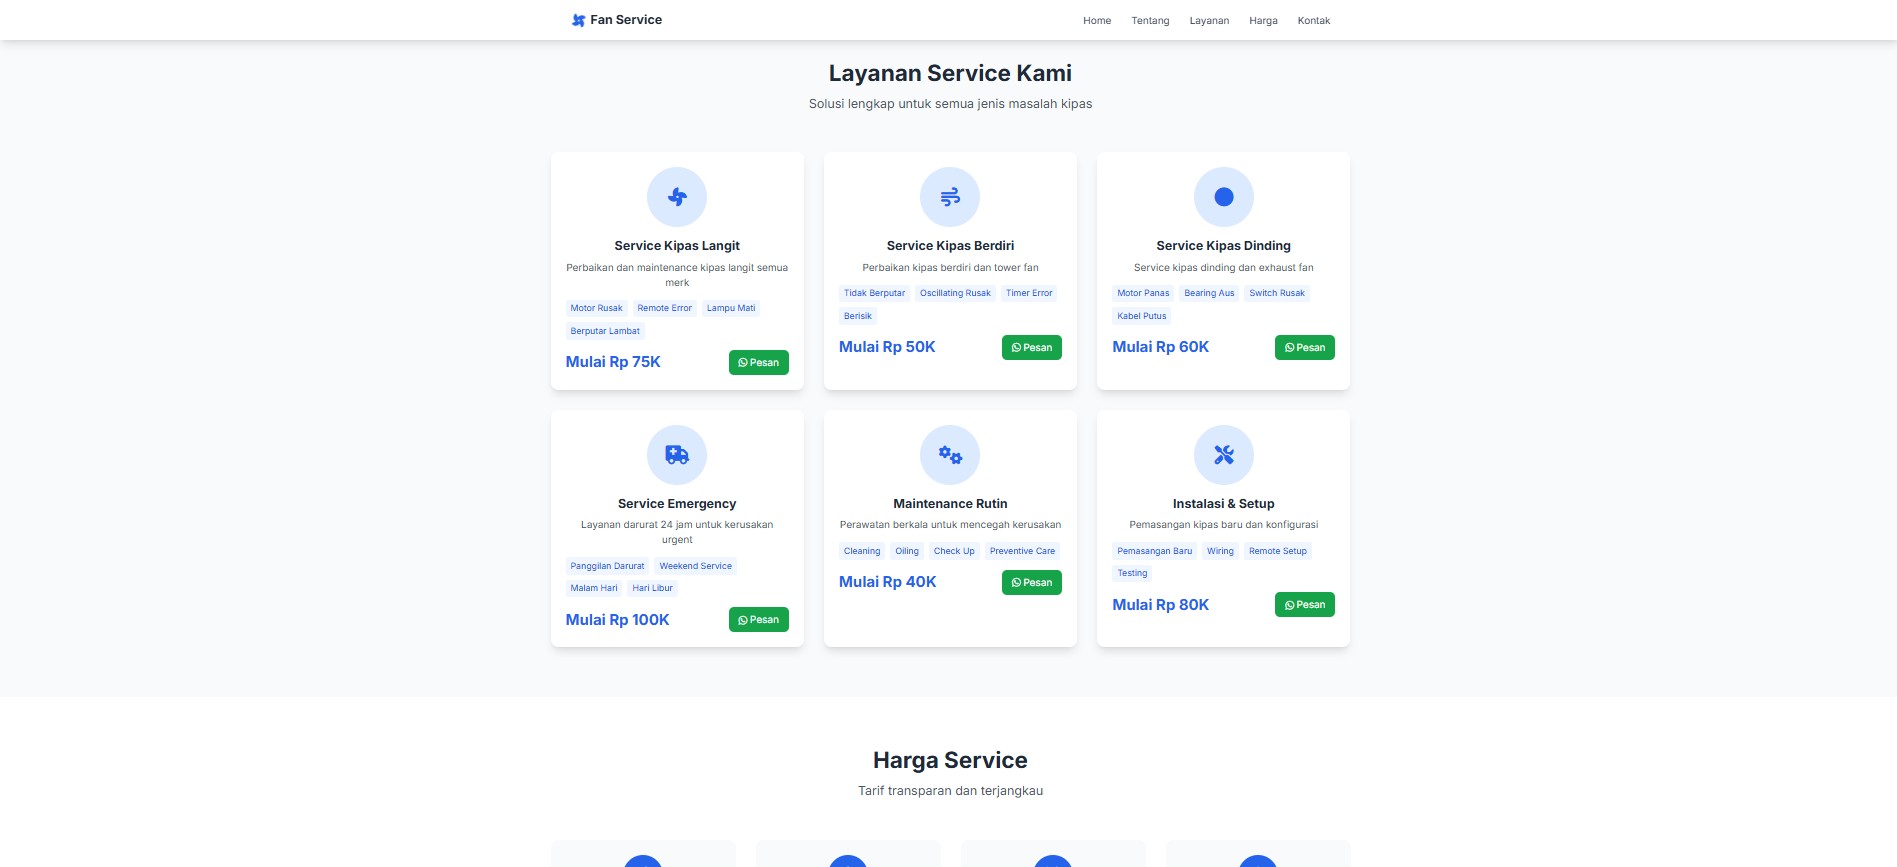 Fan Service
Home Tentang Layanan Harga Kontak
Layanan Service Kami
Solusi lengkap untuk semua jenis masalah kipas
Service Kipas Langit
Perbaikan dan maintenance kipas langit semua
merk
Motor Rusak Remote Error Lampu Mati
Berputar Lambat
Mulai Rp 75K Pesan
Service Kipas Berdiri
Perbaikan kipas berdiri dan tower fan
Tidak Berputar Oscillating Rusak Timer Error
Berisik
Mulai Rp 50K Pesan
Service Kipas Dinding
Service kipas dinding dan exhaust fan
Motor Panas Bearing Aus Switch Rusak
Kabel Putus
Mulai Rp 60K Pesan
Service Emergency
Layanan darurat 24 jam untuk kerusakan
urgent
Panggilan Darurat Weekend Service
Malam Hari Hari Libur
Mulai Rp 100K Pesan
Maintenance Rutin
Perawatan berkala untuk mencegah kerusakan
Cleaning Oiling Check Up Preventive Care
Mulai Rp 40K Pesan
Instalasi & Setup
Pemasangan kipas baru dan konfigurasi
Pemasangan Baru Wiring Remote Setup
Testing
Mulai Rp 80K Pesan
Harga Service
Tarif transparan dan terjangkau